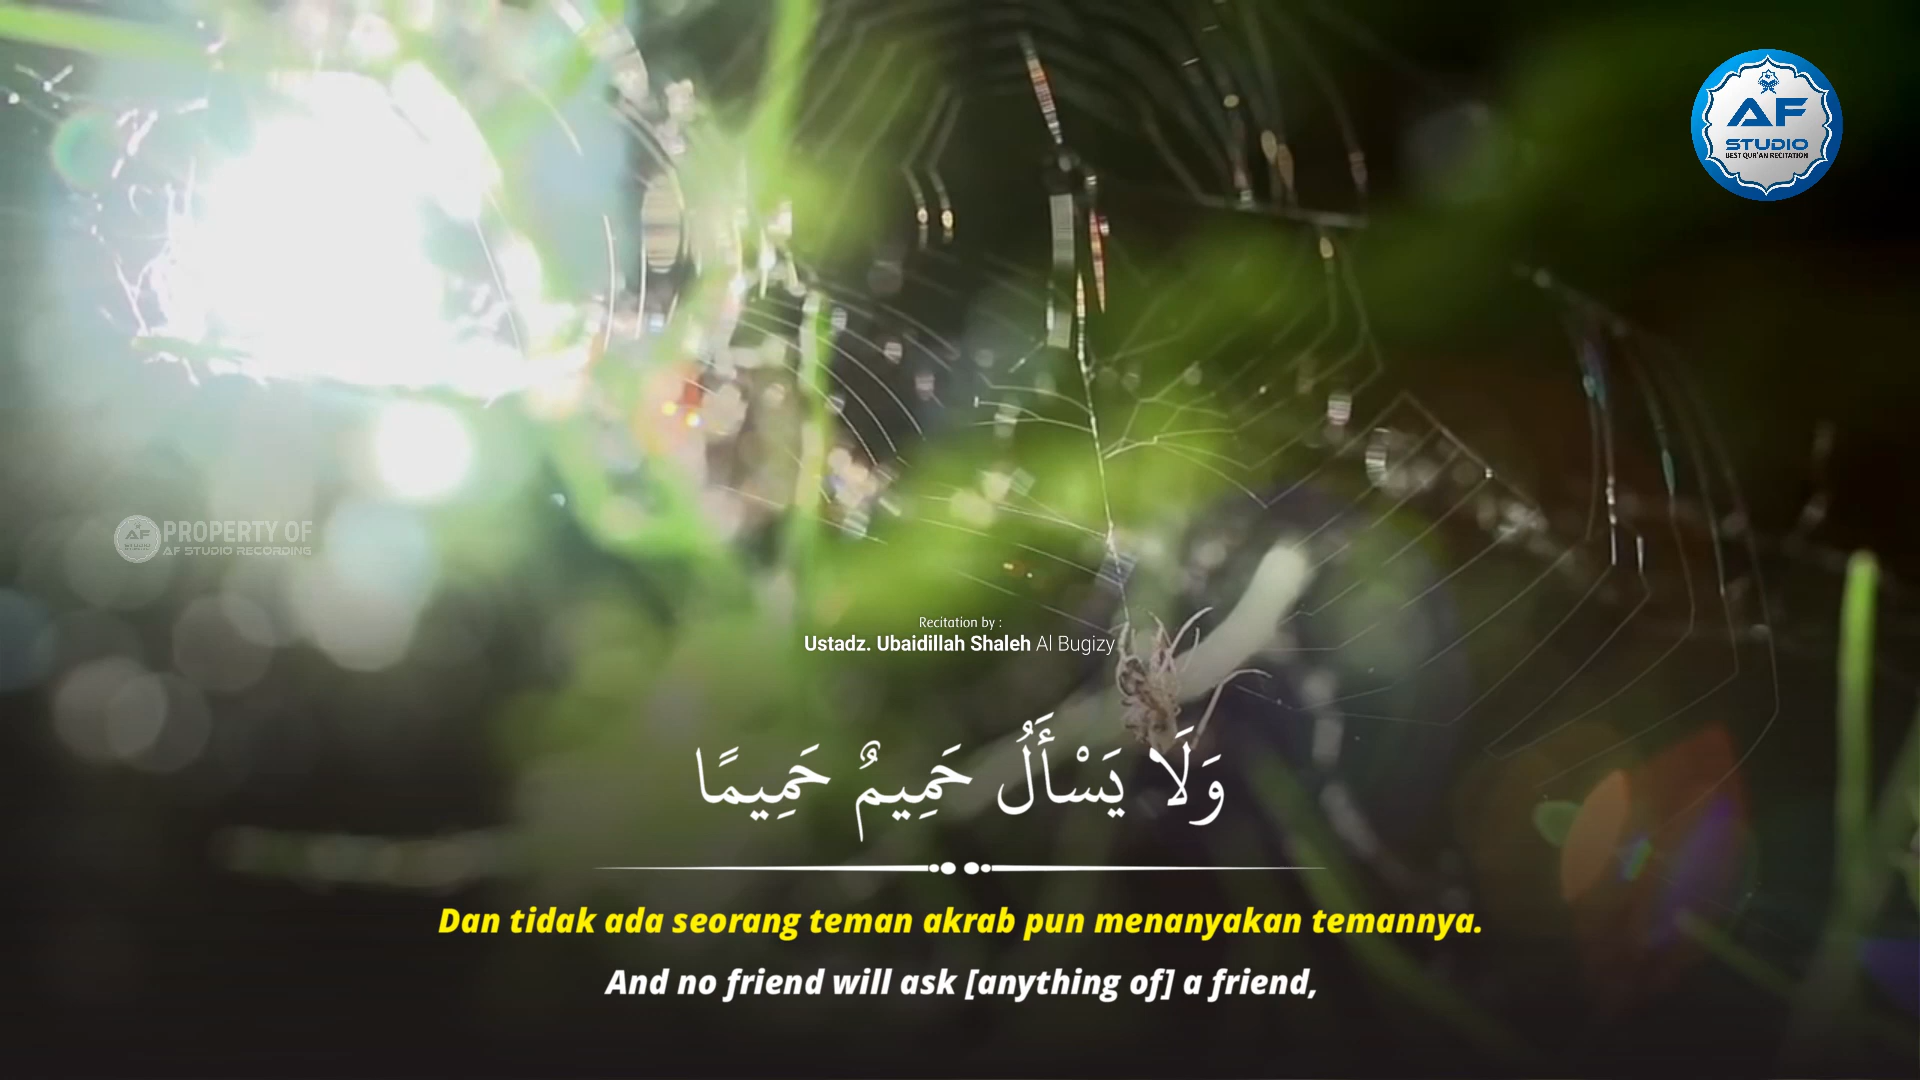 AF
STUDIO
BEST QUR'AN RECITATION
AF
PROPERTY OF
AF STUDIO RECORDING
Recitation by :
Ustadz. Ubaidillah Shaleh Al Bugizy
وَلَا يَسْأَلُ حَمِيمٌ حَمِيمًا
Dan tidak ada seorang teman akrab pun menanyakan temannya.
And no friend will ask [anything of] a friend,